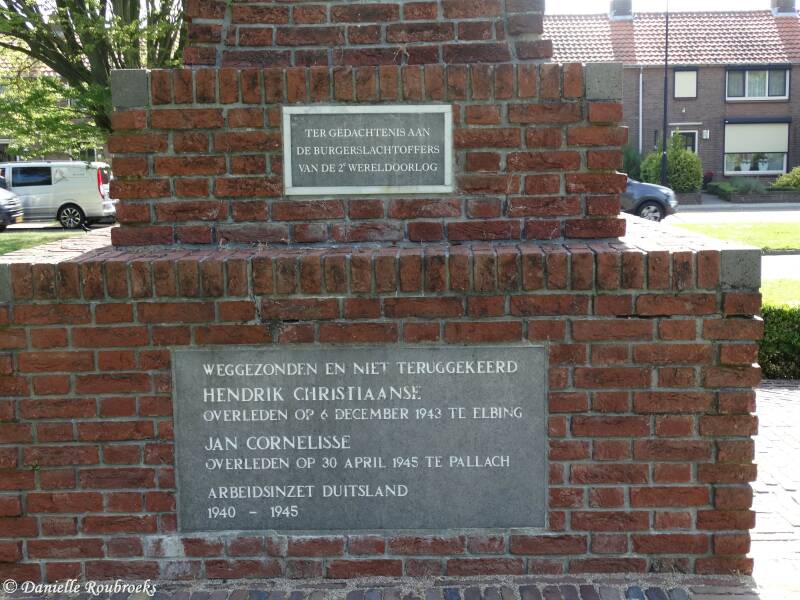 TER GEDACHTENIS AAN
DE BURGERSLACHTOFFERS
VAN DE 2E WERELDOORLOG
WEGGEZONDEN EN NIET TERUGGEKEERD
HENDRIK CHRISTIAANSE
OVERLEDEN OP 6 DECEMBER 1943 TE ELBING
JAN CORNELISSE
OVERLEDEN OP 30 APRIL 1945 TE PALLACH
ARBEIDSINZET DUITSLAND
1940 - 1945
© Danielle Roubroeks